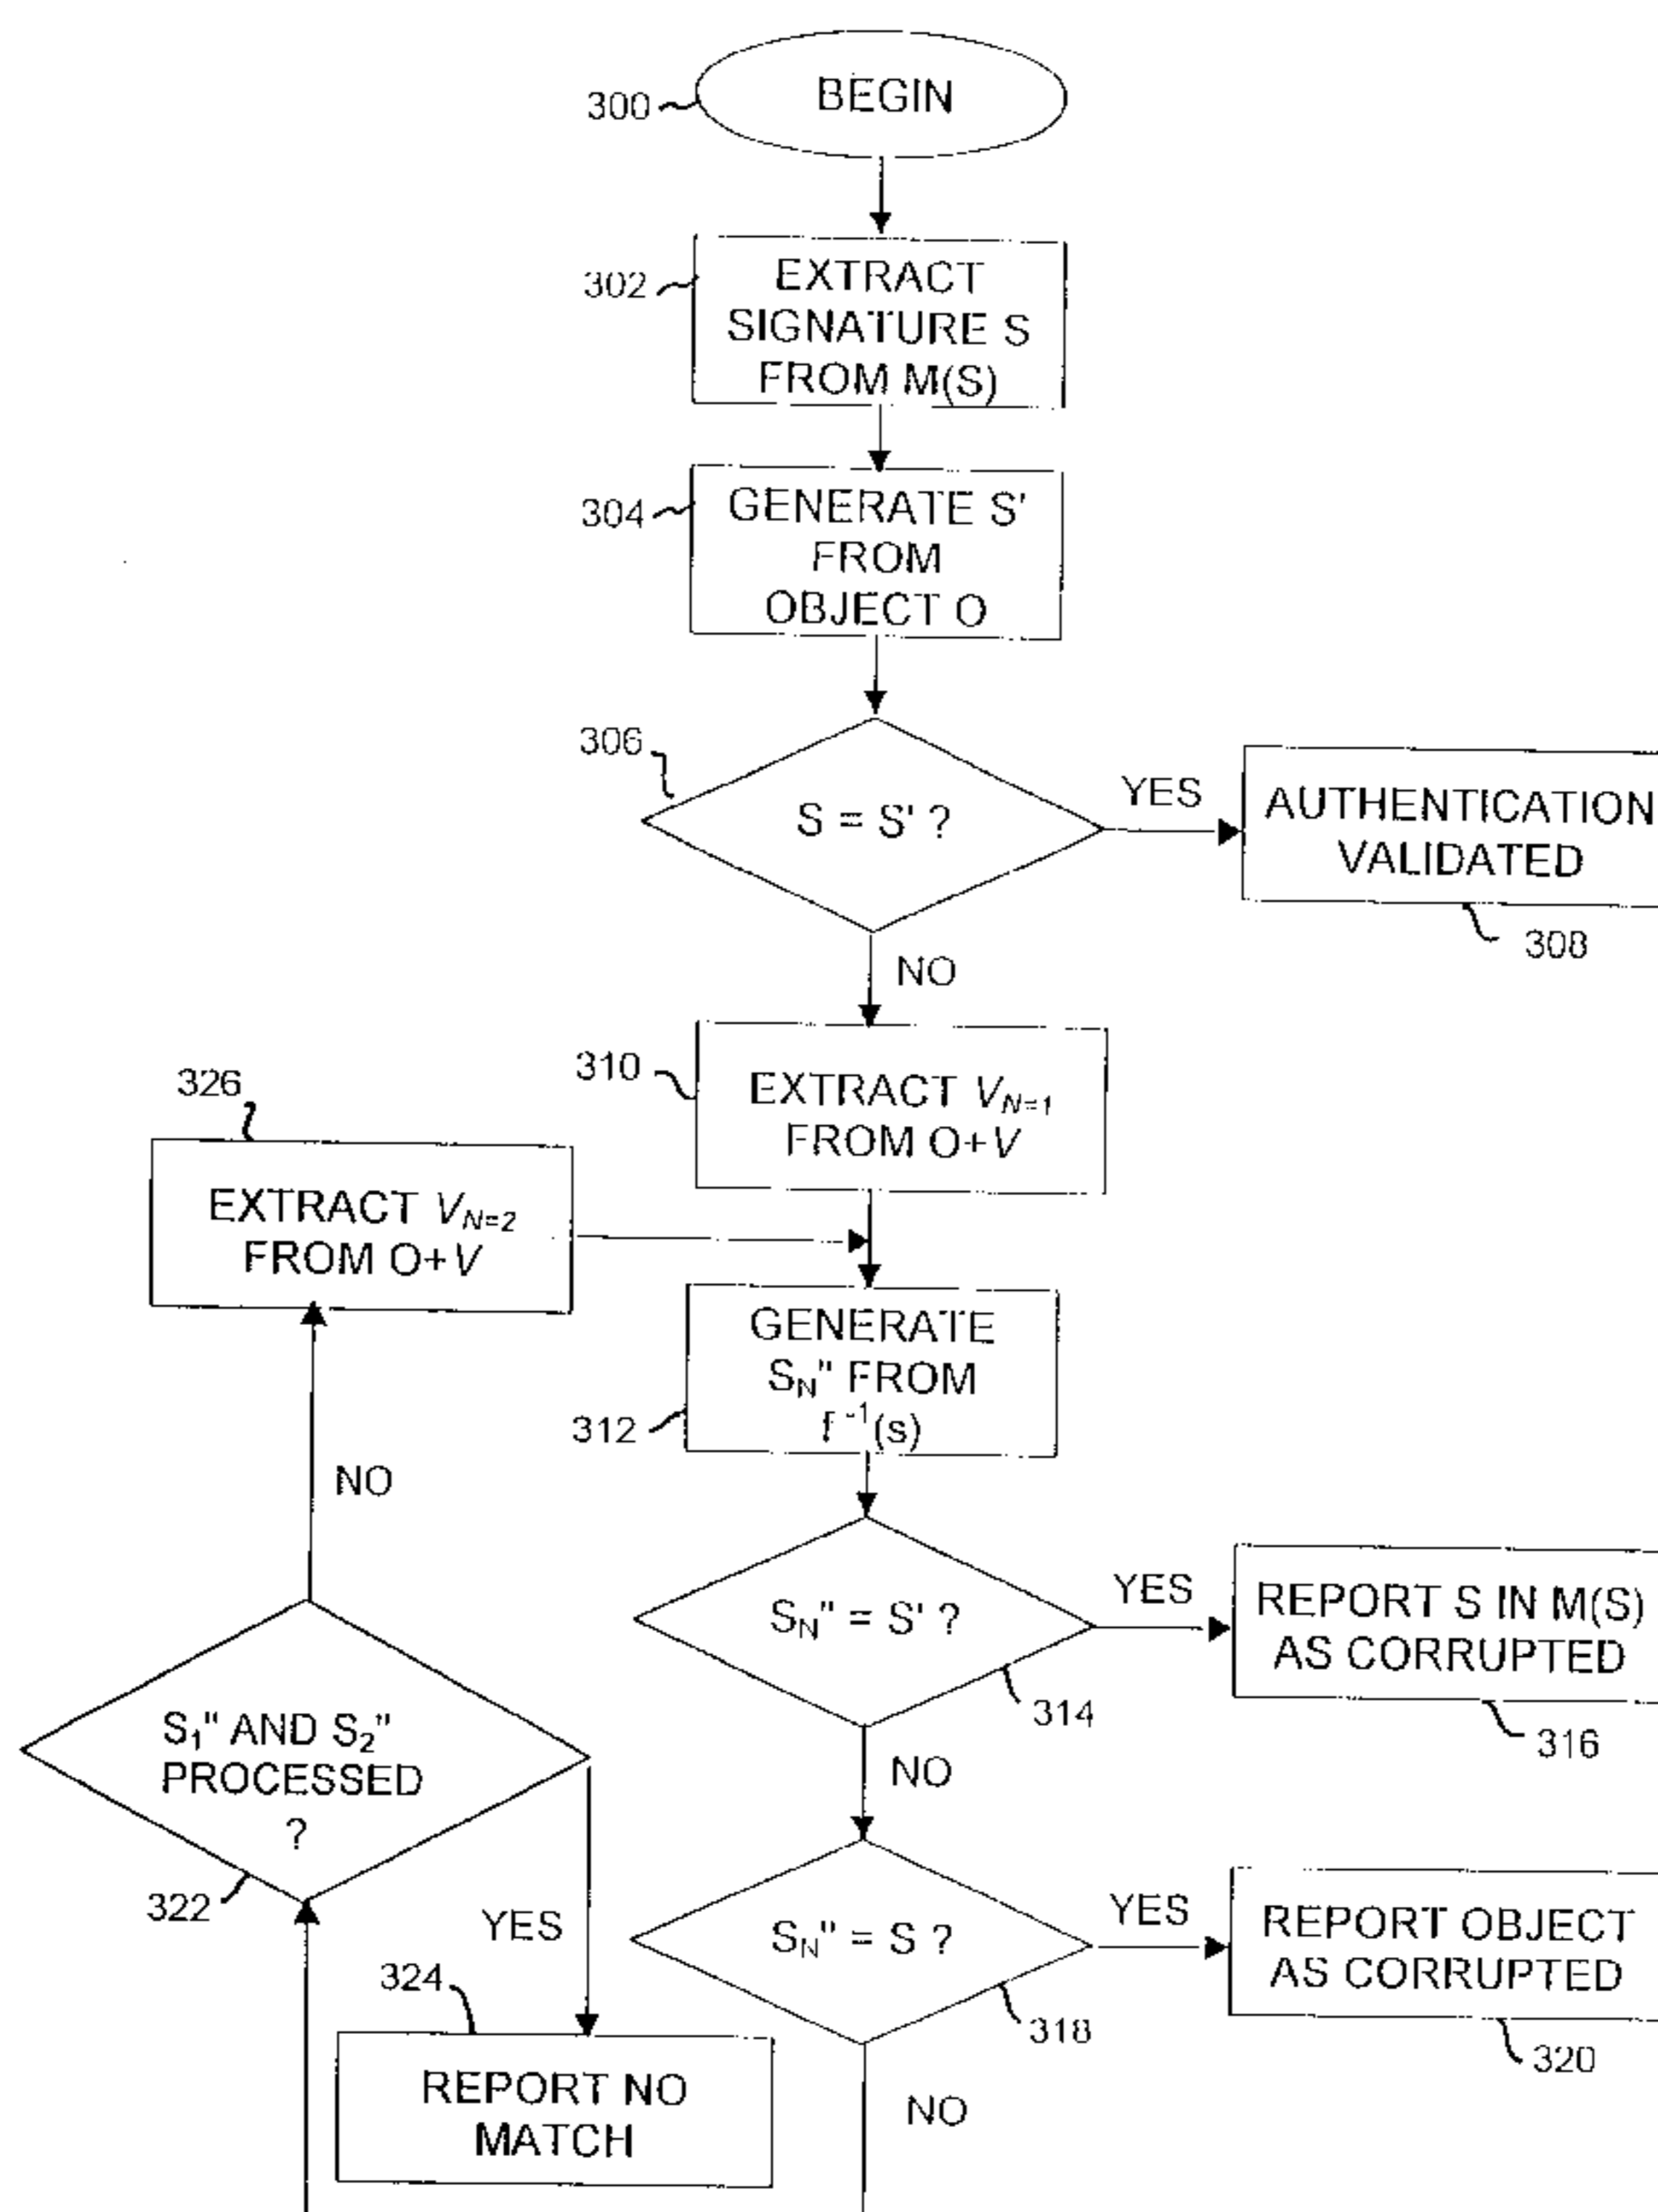 300
BEGIN
302
EXTRACT
SIGNATURE S
FROM M(S)
304
GENERATE S'
FROM
OBJECT O
306
S = S' ?
YES
AUTHENTICATION
VALIDATED
308
NO
310
EXTRACT V_{N=1}
FROM O+V
326
EXTRACT V_{N=2}
FROM O+V
GENERATE
S_N" FROM
f^{-1}(s)
312
NO
S_N" = S' ?
YES
REPORT S IN M(S)
AS CORRUPTED
314
316
S_1" AND S_2"
PROCESSED
?
322
NO
YES
S_N" = S ?
YES
REPORT OBJECT
AS CORRUPTED
318
320
324
REPORT NO
MATCH
NO